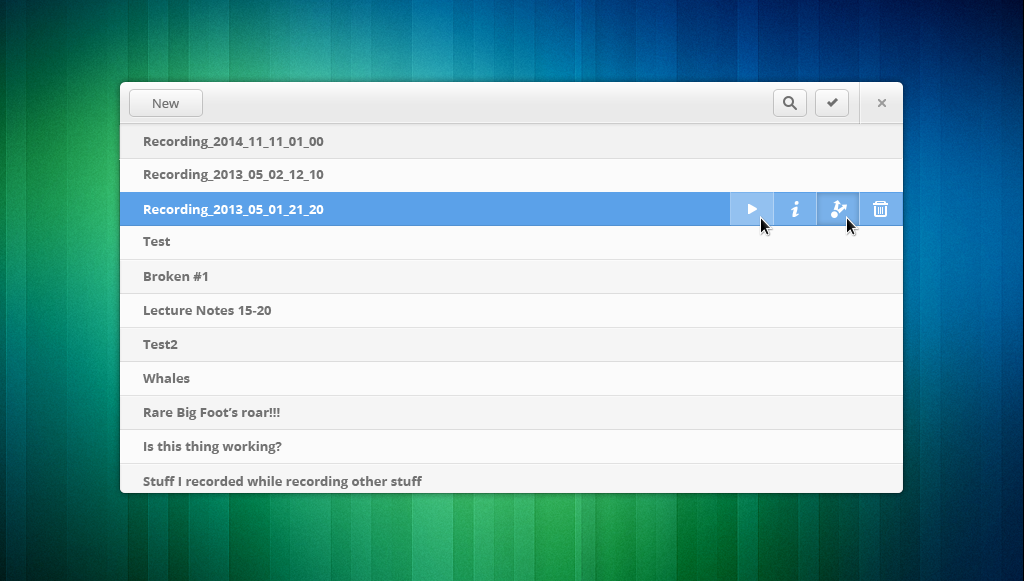 New
Recording_2014_11_11_01_00
Recording_2013_05_02_12_10
Recording_2013_05_01_21_20
Test
Broken #1
Lecture Notes 15-20
Test2
Whales
Rare Big Foot’s roar!!!
Is this thing working?
Stuff I recorded while recording other stuff